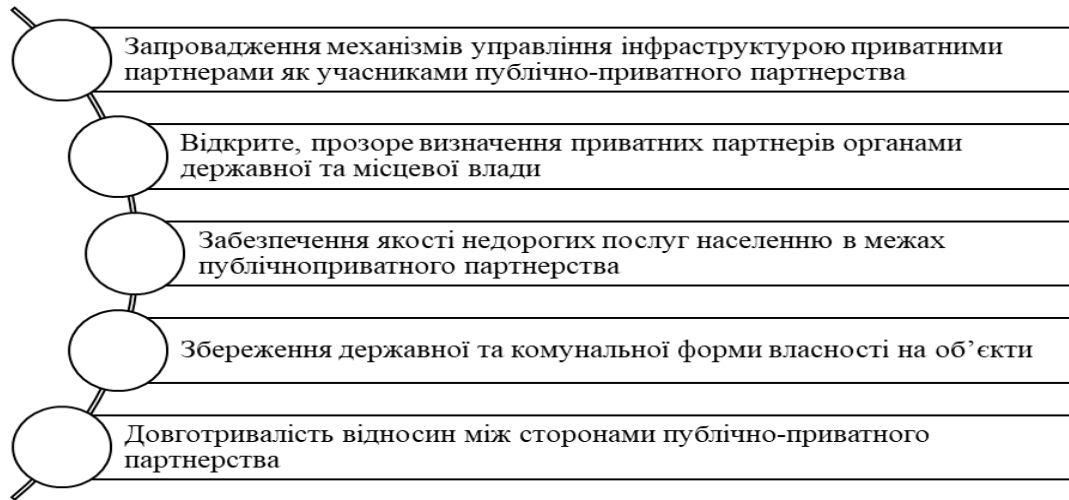 Запровадження механізмів управління інфраструктурою приватними
партнерами як учасниками публічно-приватного партнерства
Відкрите, прозоре визначення приватних партнерів органами
державної та місцевої влади
Забезпечення якості недорогих послуг населенню в межах
публічноприватного партнерства
Збереження державної та комунальної форми власності на об’єкти
Довготривалість відносин між сторонами публічно-приватного
партнерства